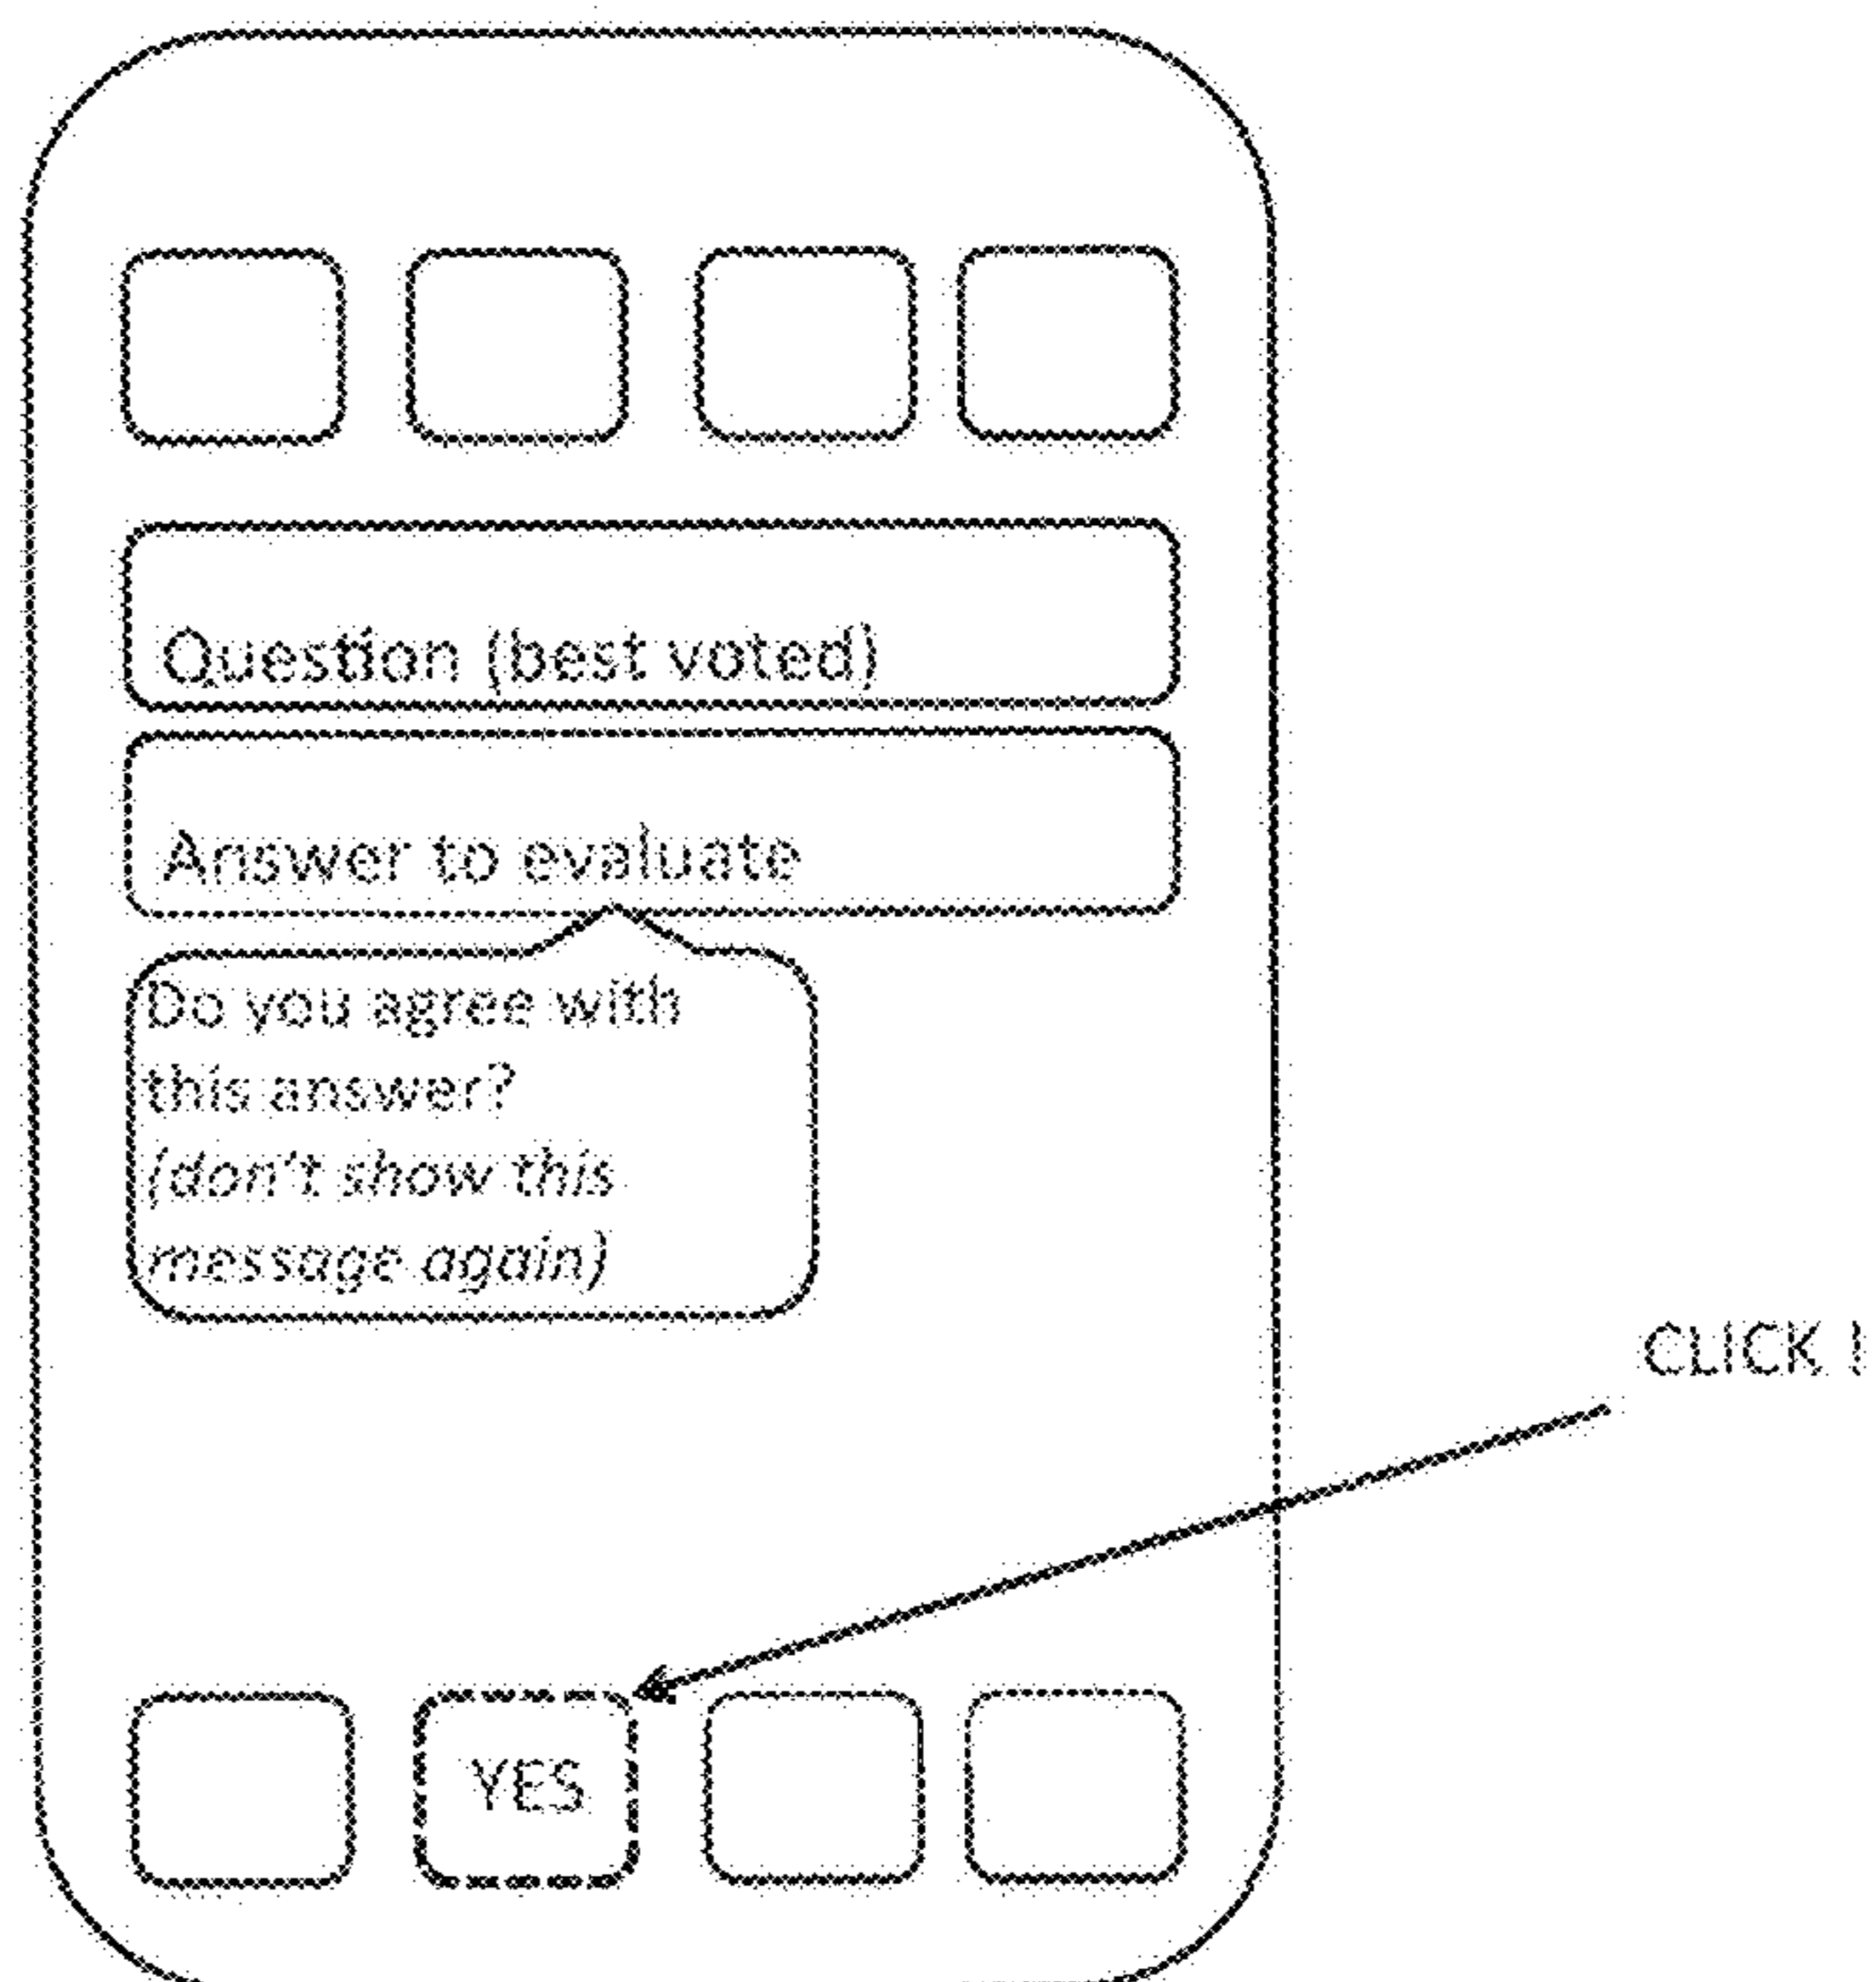 Question (best voted)
Answer to evaluate
Do you agree with
this answer?
(don't show this
message again)
CLICK !
YES